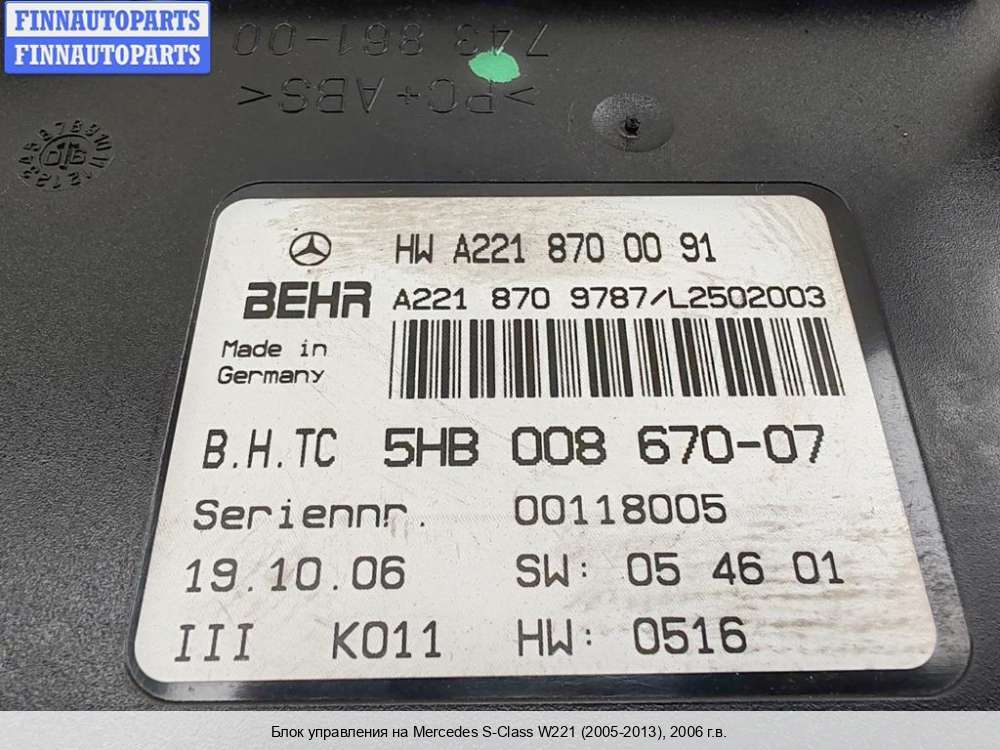 FINNAUTOPARTS
FINNAUTOPARTS
743 861-00
>PC+ABS<
HW A221 870 00 91
BEHR A221 870 9787/L2502003
Made in
Germany
B.H.TC 5HB 008 670-07
Seriennr. 00118005
19.10.06 SW: 05 46 01
III K011 HW: 0516
Блок управления на Mercedes S-Class W221 (2005-2013), 2006 г.в.